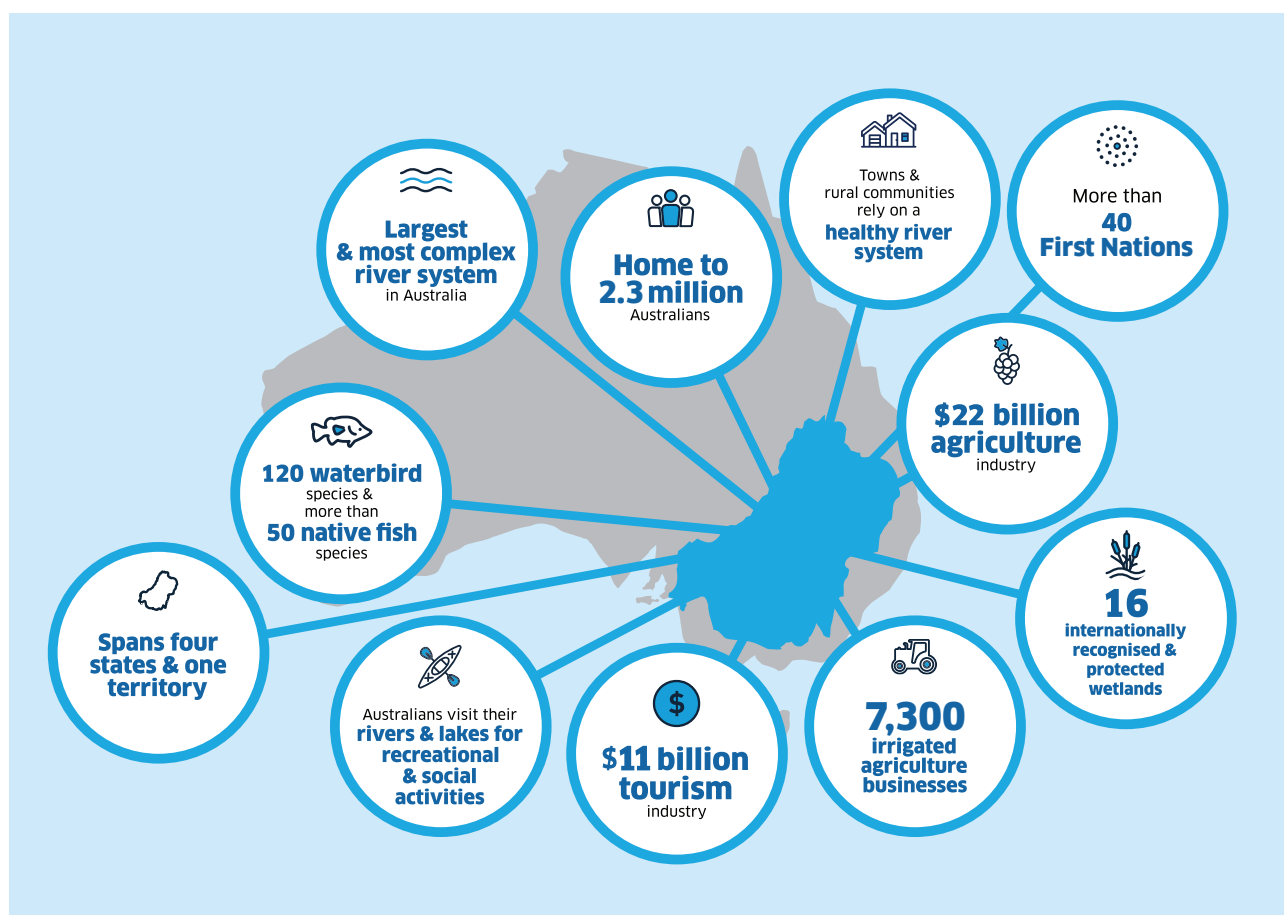 Largest
& most complex
river system
in Australia
Home to
2.3 million
Australians
Towns &
rural communities
rely on a
healthy river
system
More than
40
First Nations
$22 billion
agriculture
industry
120 waterbird
species &
more than
50 native fish
species
Spans four
states & one
territory
Australians visit their
rivers & lakes for
recreational
& social
activities
$
$11 billion
tourism
industry
7,300
irrigated
agriculture
businesses
16
internationally
recognised &
protected
wetlands